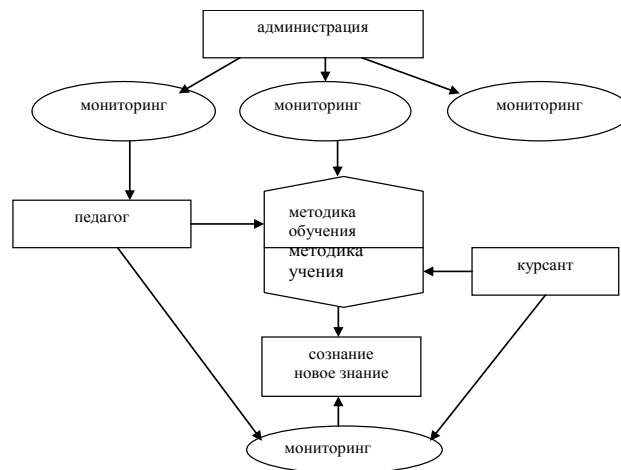 администрация
мониторинг
мониторинг
мониторинг
педагог
методика
обучения
методика
учения
курсант
сознание
новое знание
мониторинг